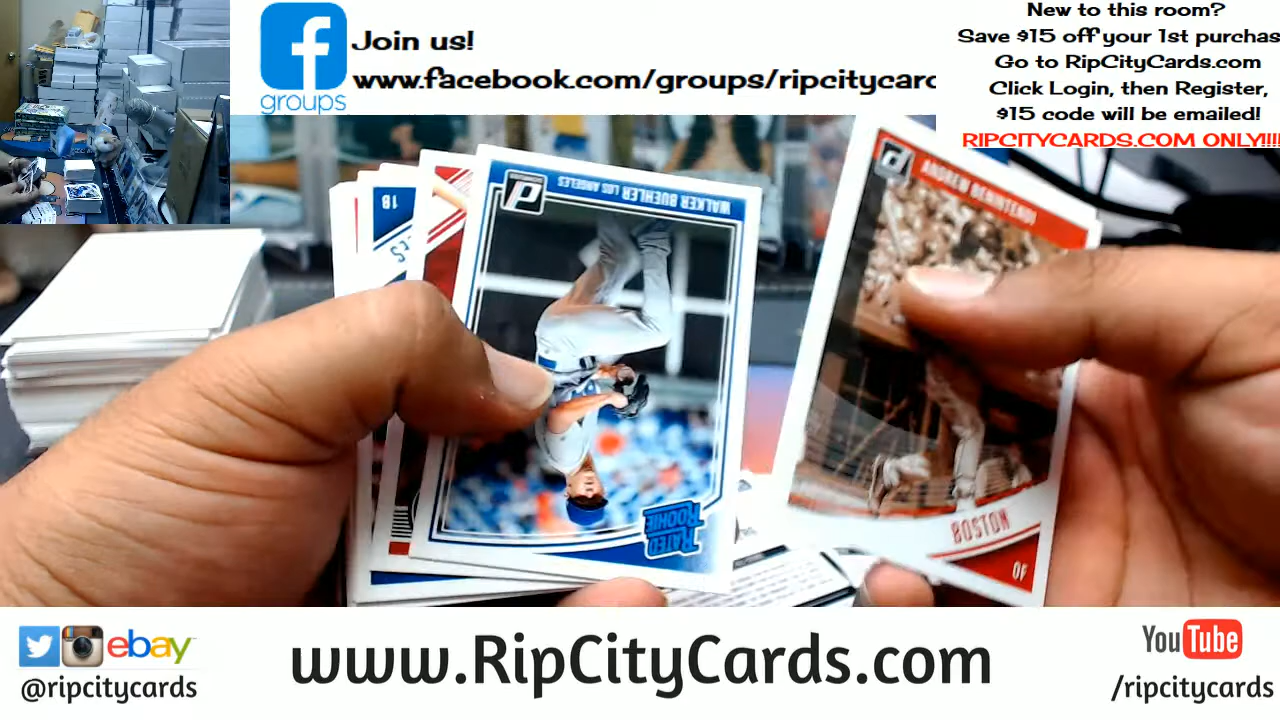 Join us!
www.facebook.com/groups/ripcitycarc
groups
New to this room?
Save $15 off your 1st purchas
Go to RipCityCards.com
Click Login, then Register,
$15 code will be emailed!
RIPCITYCARDS.COM ONLY!!!!
1B
WALKER BUEHLER LOS ANGELES
RATED
ROOKIE
ANDREW BENINTENDI
BOSTON
OF
ebay
@ripcitycards
www.RipCityCards.com
YouTube
/ripcitycards